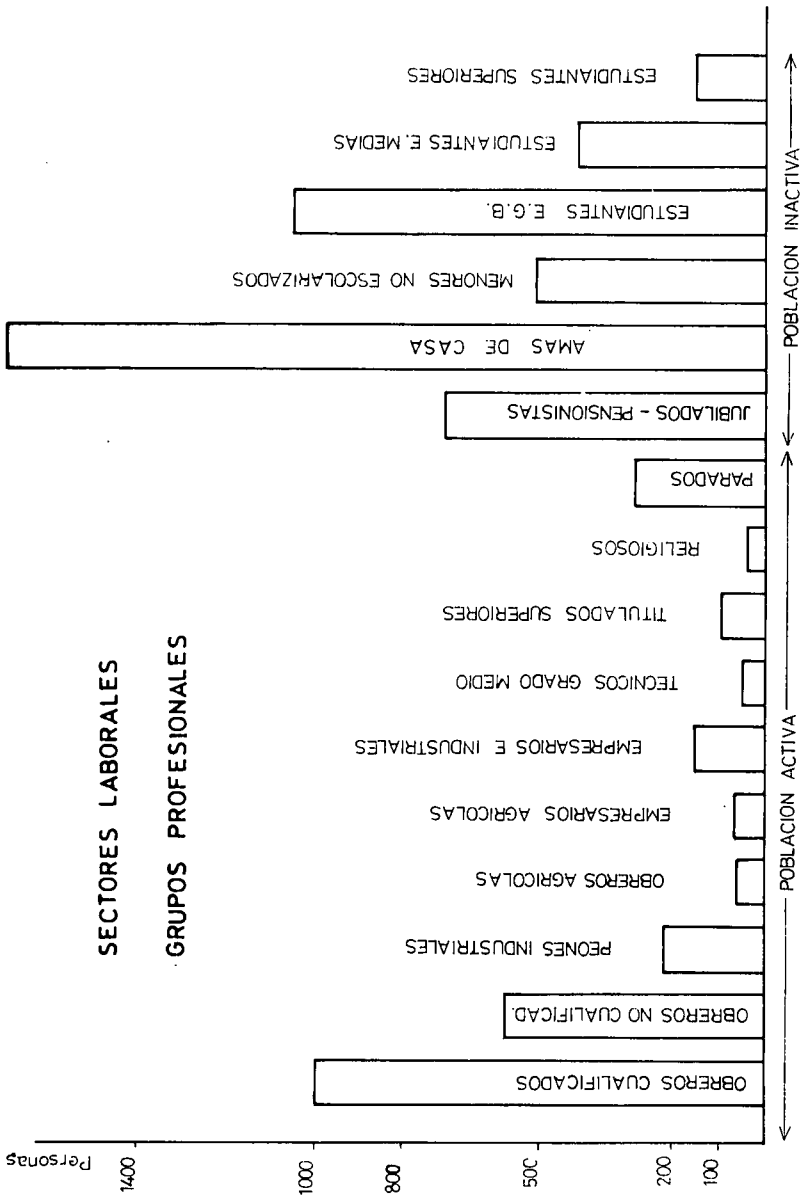 SECTORES LABORALES
GRUPOS PROFESIONALES
Personas
1400
1000
800
500
200
100
OBREROS CUALIFICADOS
OBREROS NO CUALIFICAD.
PEONES INDUSTRIALES
OBREROS AGRICOLAS
EMPRESARIOS AGRICOLAS
EMPRESARIOS E INDUSTRIALES
TECNICOS GRADO MEDIO
TITULADOS SUPERIORES
RELIGIOSOS
PARADOS
JUBILADOS - PENSIONISTAS
AMAS DE CASA
MENORES NO ESCOLARIZADOS
ESTUDIANTES E.G.B.
ESTUDIANTES E. MEDIAS
ESTUDIANTES SUPERIORES
POBLACION ACTIVA
POBLACION INACTIVA